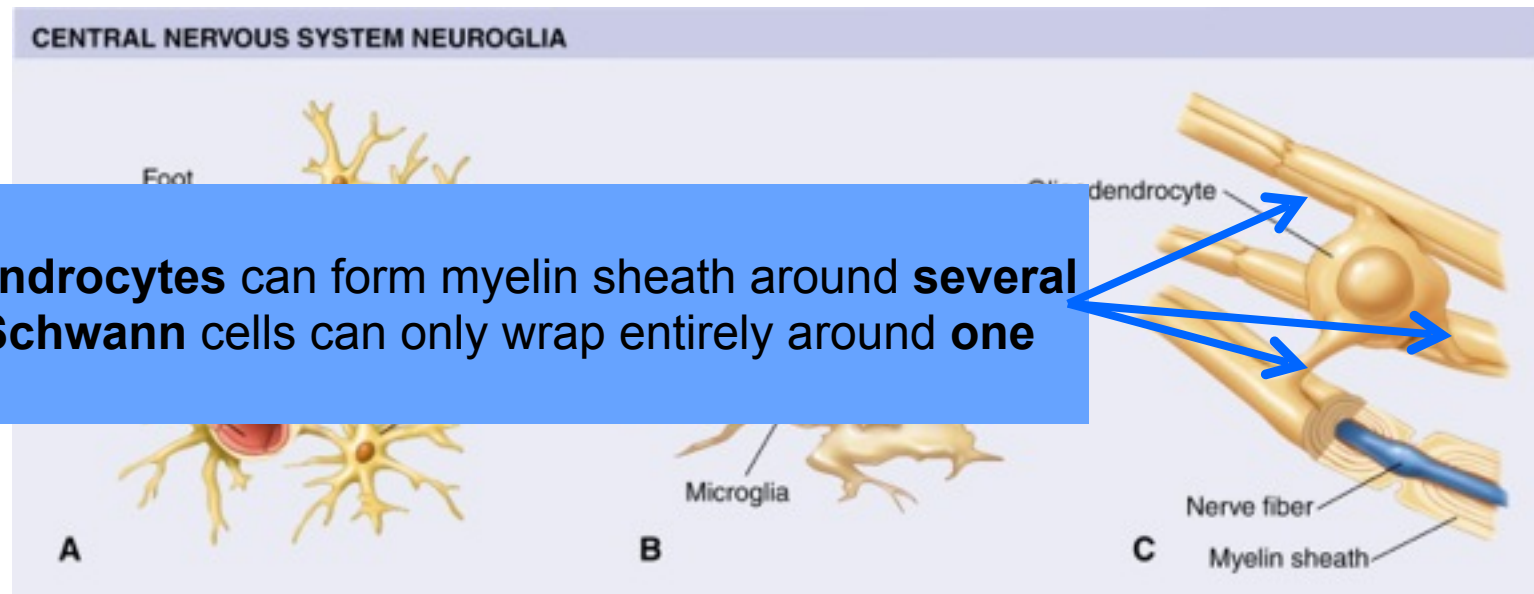 CENTRAL NERVOUS SYSTEM NEUROGLIA
Foot
dendrocyte
ndrocytes can form myelin sheath around several
Schwann cells can only wrap entirely around one
Microglia
Nerve fiber
Myelin sheath
A
B
C